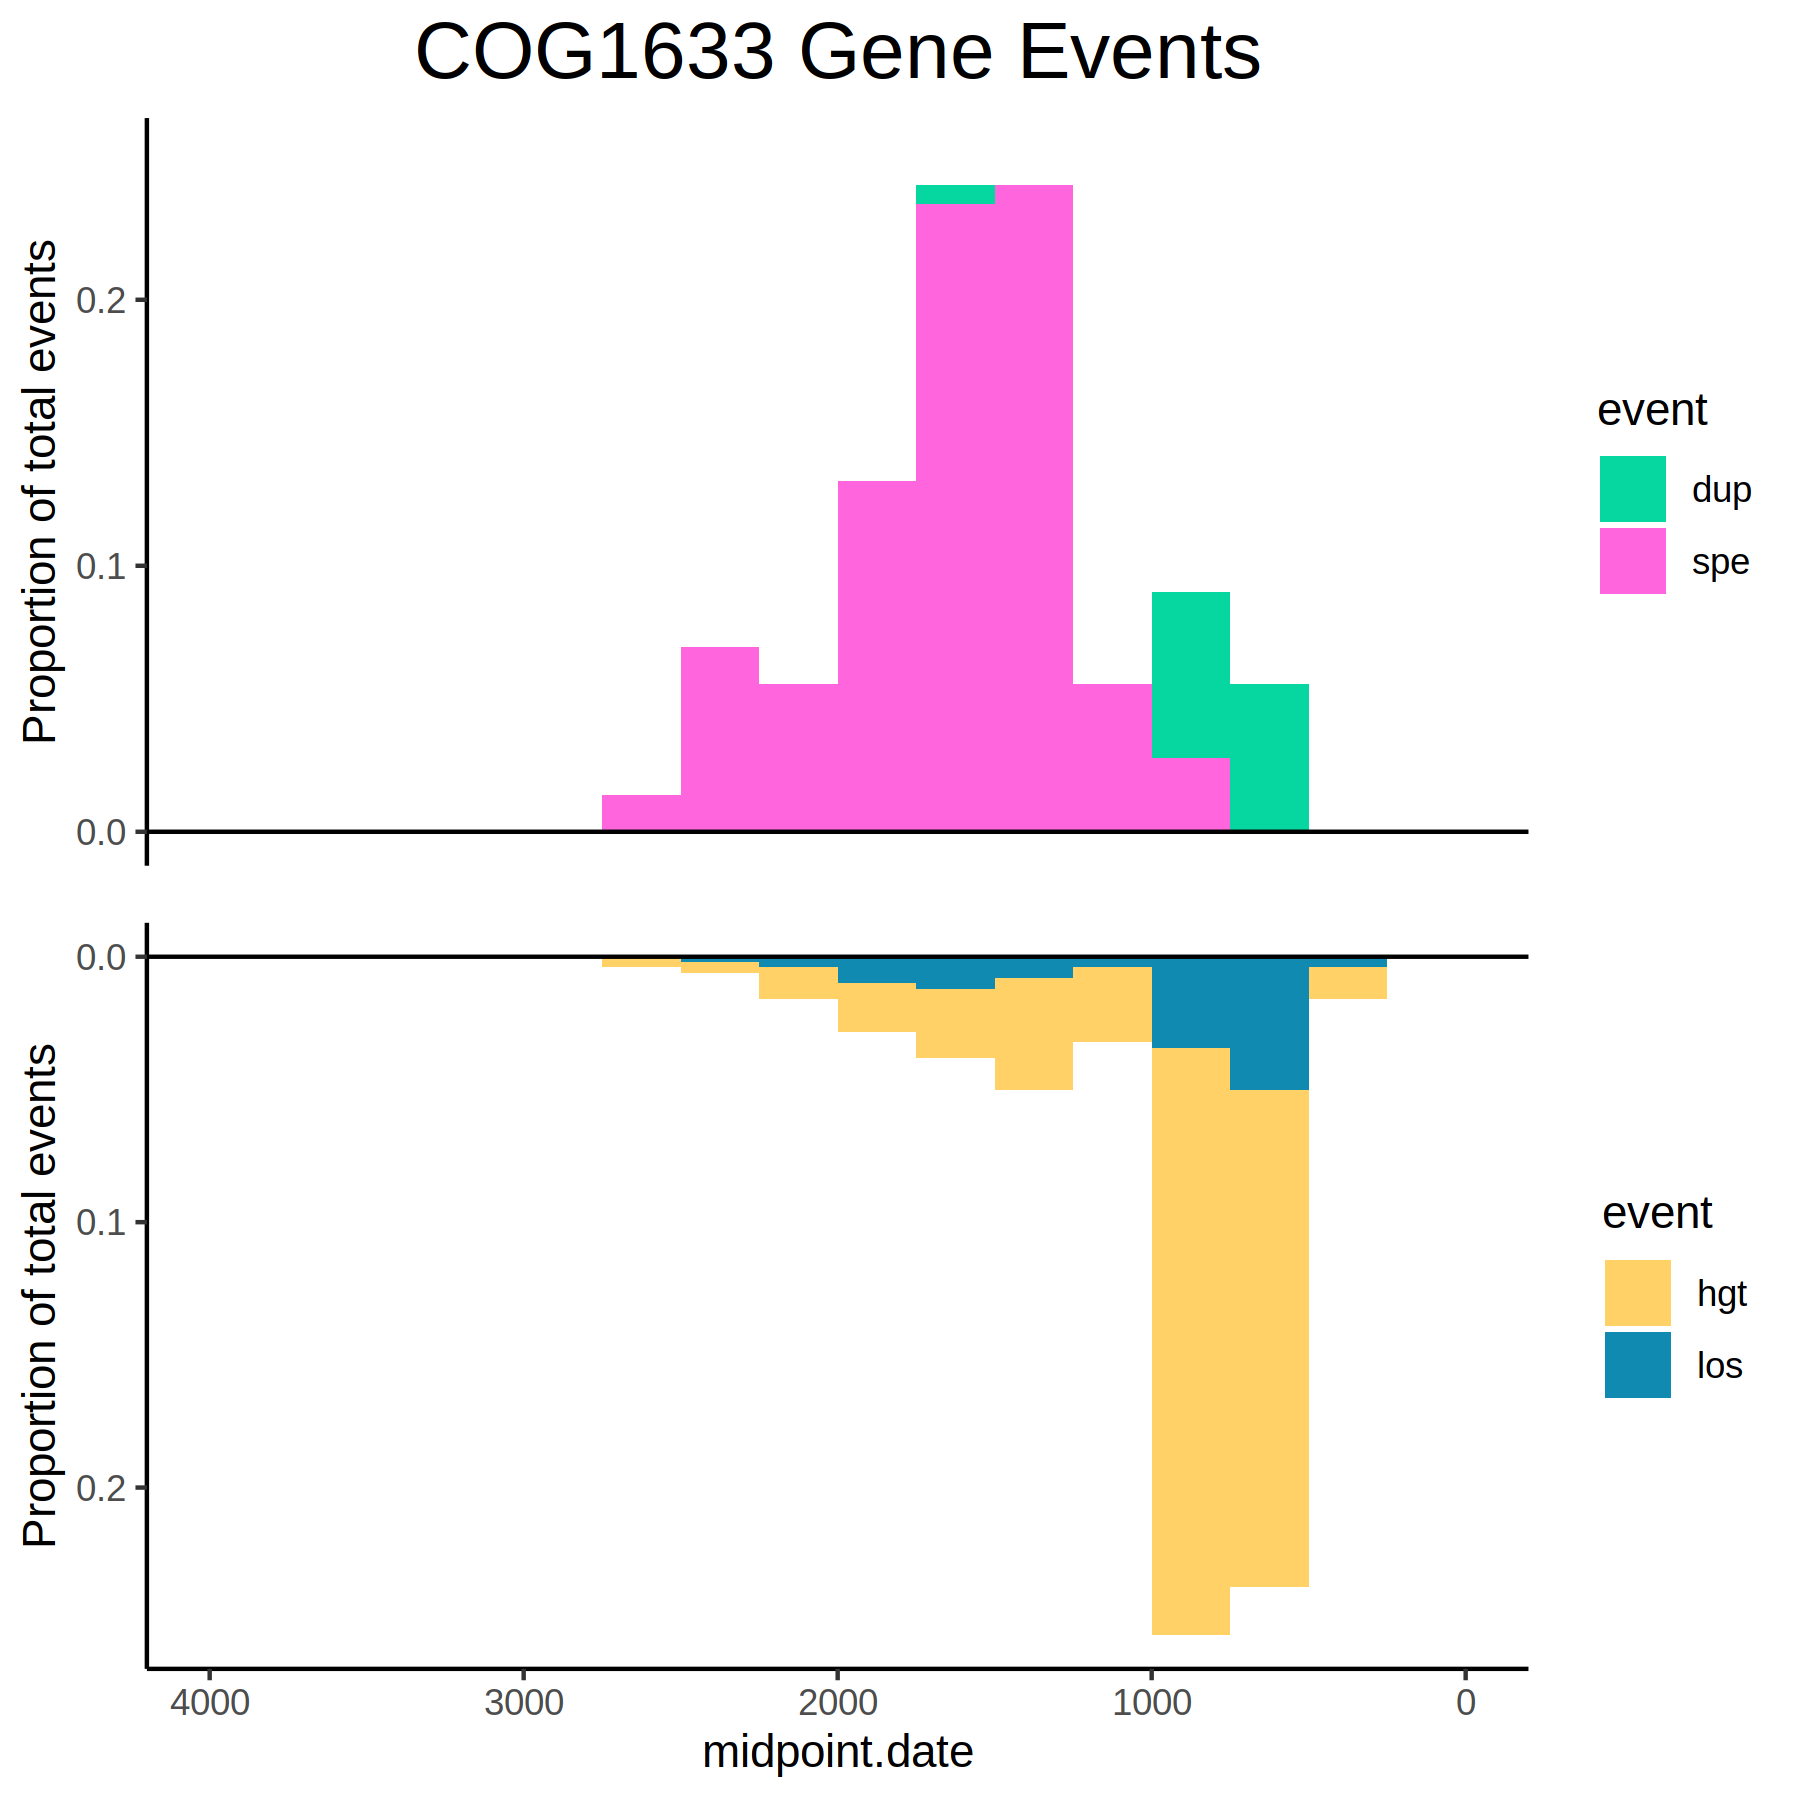 COG1633 Gene Events
Proportion of total events
0.2
0.1
0.0
event
dup
spe
Proportion of total events
0.0
0.1
0.2
event
hgt
los
4000 3000 2000 1000 0
midpoint.date